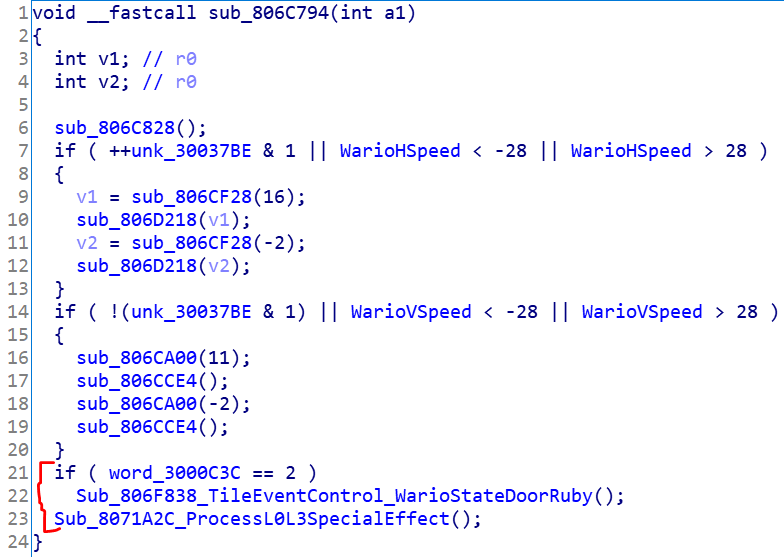 1 void __fastcall sub_806C794(int a1)
2 {
3 int v1; // r0
4 int v2; // r0
5
6 sub_806C828();
7 if ( ++unk_30037BE & 1 || WarioHSpeed < -28 || WarioHSpeed > 28 )
8 {
9 v1 = sub_806CF28(16);
10 sub_806D218(v1);
11 v2 = sub_806CF28(-2);
12 sub_806D218(v2);
13 }
14 if ( !(unk_30037BE & 1) || WarioVSpeed < -28 || WarioVSpeed > 28 )
15 {
16 sub_806CA00(11);
17 sub_806CCE4();
18 sub_806CA00(-2);
19 sub_806CCE4();
20 }
21 if ( word_3000C3C == 2 )
22 Sub_806F838_TileEventControl_WarioStateDoorRuby();
23 Sub_8071A2C_ProcessL0L3SpecialEffect();
24 }